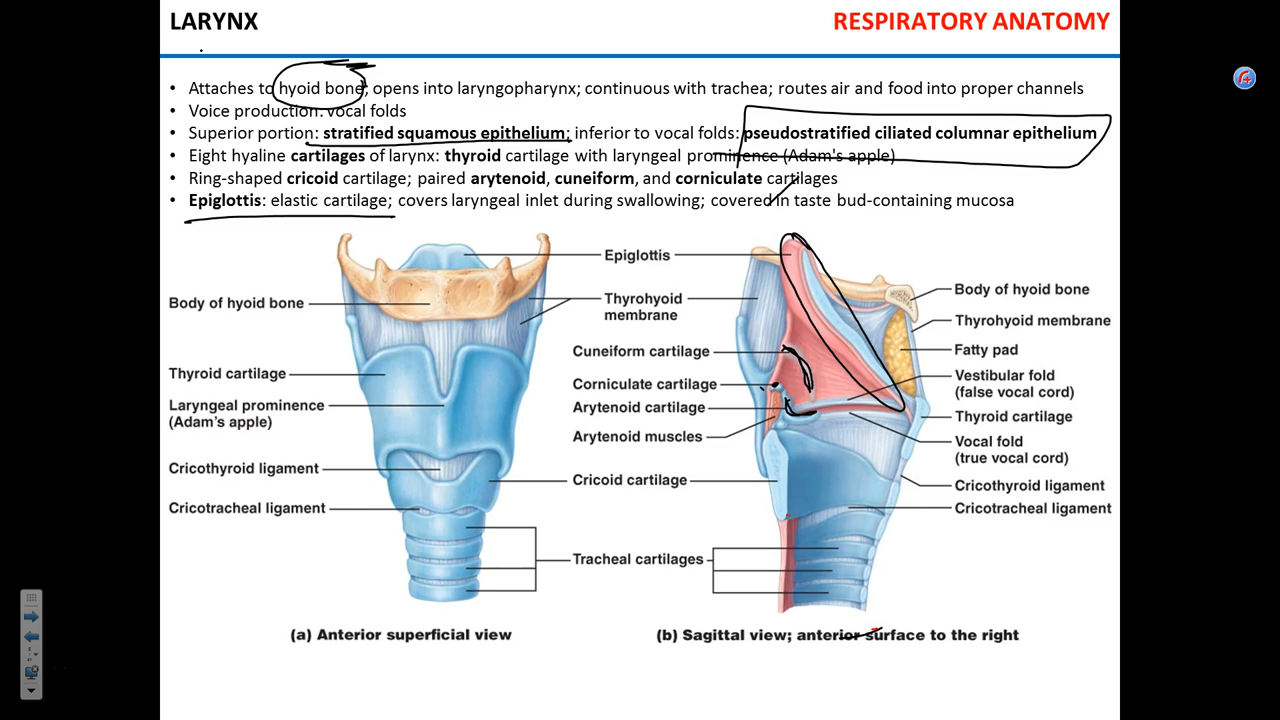 LARYNX
RESPIRATORY ANATOMY
• Attaches to hyoid bone; opens into laryngopharynx; continuous with trachea; routes air and food into proper channels
• Voice production: vocal folds
• Superior portion: stratified squamous epithelium; inferior to vocal folds: pseudostratified ciliated columnar epithelium
• Eight hyaline cartilages of larynx: thyroid cartilage with laryngeal prominence (Adam's apple)
• Ring-shaped cricoid cartilage; paired arytenoid, cuneiform, and corniculate cartilages
• Epiglottis: elastic cartilage; covers laryngeal inlet during swallowing; covered in taste bud-containing mucosa
Body of hyoid bone
Thyroid cartilage
Laryngeal prominence
(Adam's apple)
Cricothyroid ligament
Cricotracheal ligament
Epiglottis
Thyrohyoid
membrane
Cuneiform cartilage
Corniculate cartilage
Arytenoid cartilage
Arytenoid muscles
Cricoid cartilage
Tracheal cartilages
Body of hyoid bone
Thyrohyoid membrane
Fatty pad
Vestibular fold
(false vocal cord)
Thyroid cartilage
Vocal fold
(true vocal cord)
Cricothyroid ligament
Cricotracheal ligament
(a) Anterior superficial view
(b) Sagittal view; anterior surface to the right